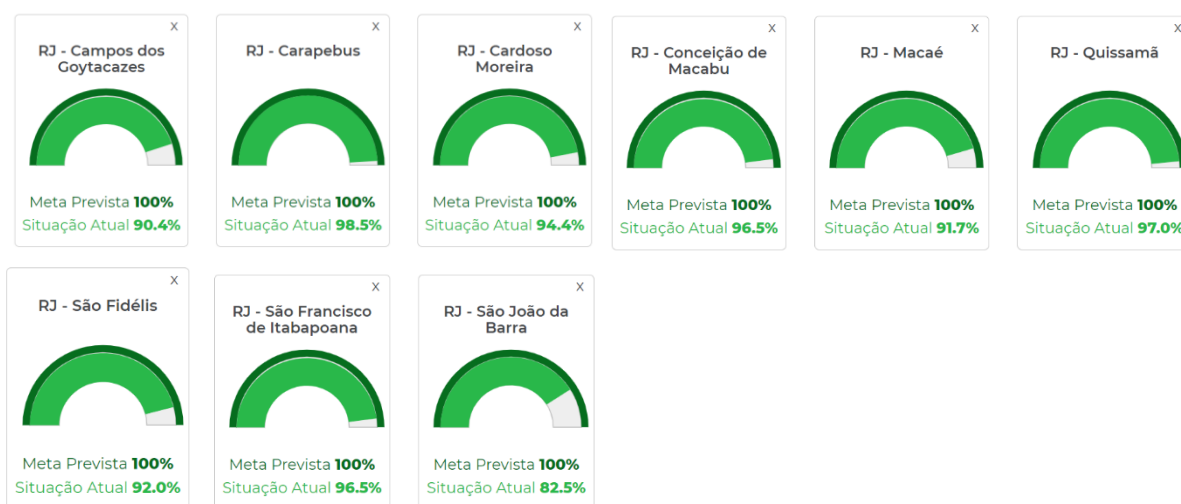 X
RJ - Campos dos
Goytacazes
Meta Prevista 100%
Situação Atual 90.4%
X
RJ - Carapebus
Meta Prevista 100%
Situação Atual 98.5%
X
RJ - Cardoso
Moreira
Meta Prevista 100%
Situação Atual 94.4%
X
RJ - Conceição de
Macabu
Meta Prevista 100%
Situação Atual 96.5%
X
RJ - Macaé
Meta Prevista 100%
Situação Atual 91.7%
X
RJ - Quissamã
Meta Prevista 100%
Situação Atual 97.0%
X
RJ - São Fidélis
Meta Prevista 100%
Situação Atual 92.0%
X
RJ - São Francisco
de Itabapoana
Meta Prevista 100%
Situação Atual 96.5%
X
RJ - São João da
Barra
Meta Prevista 100%
Situação Atual 82.5%